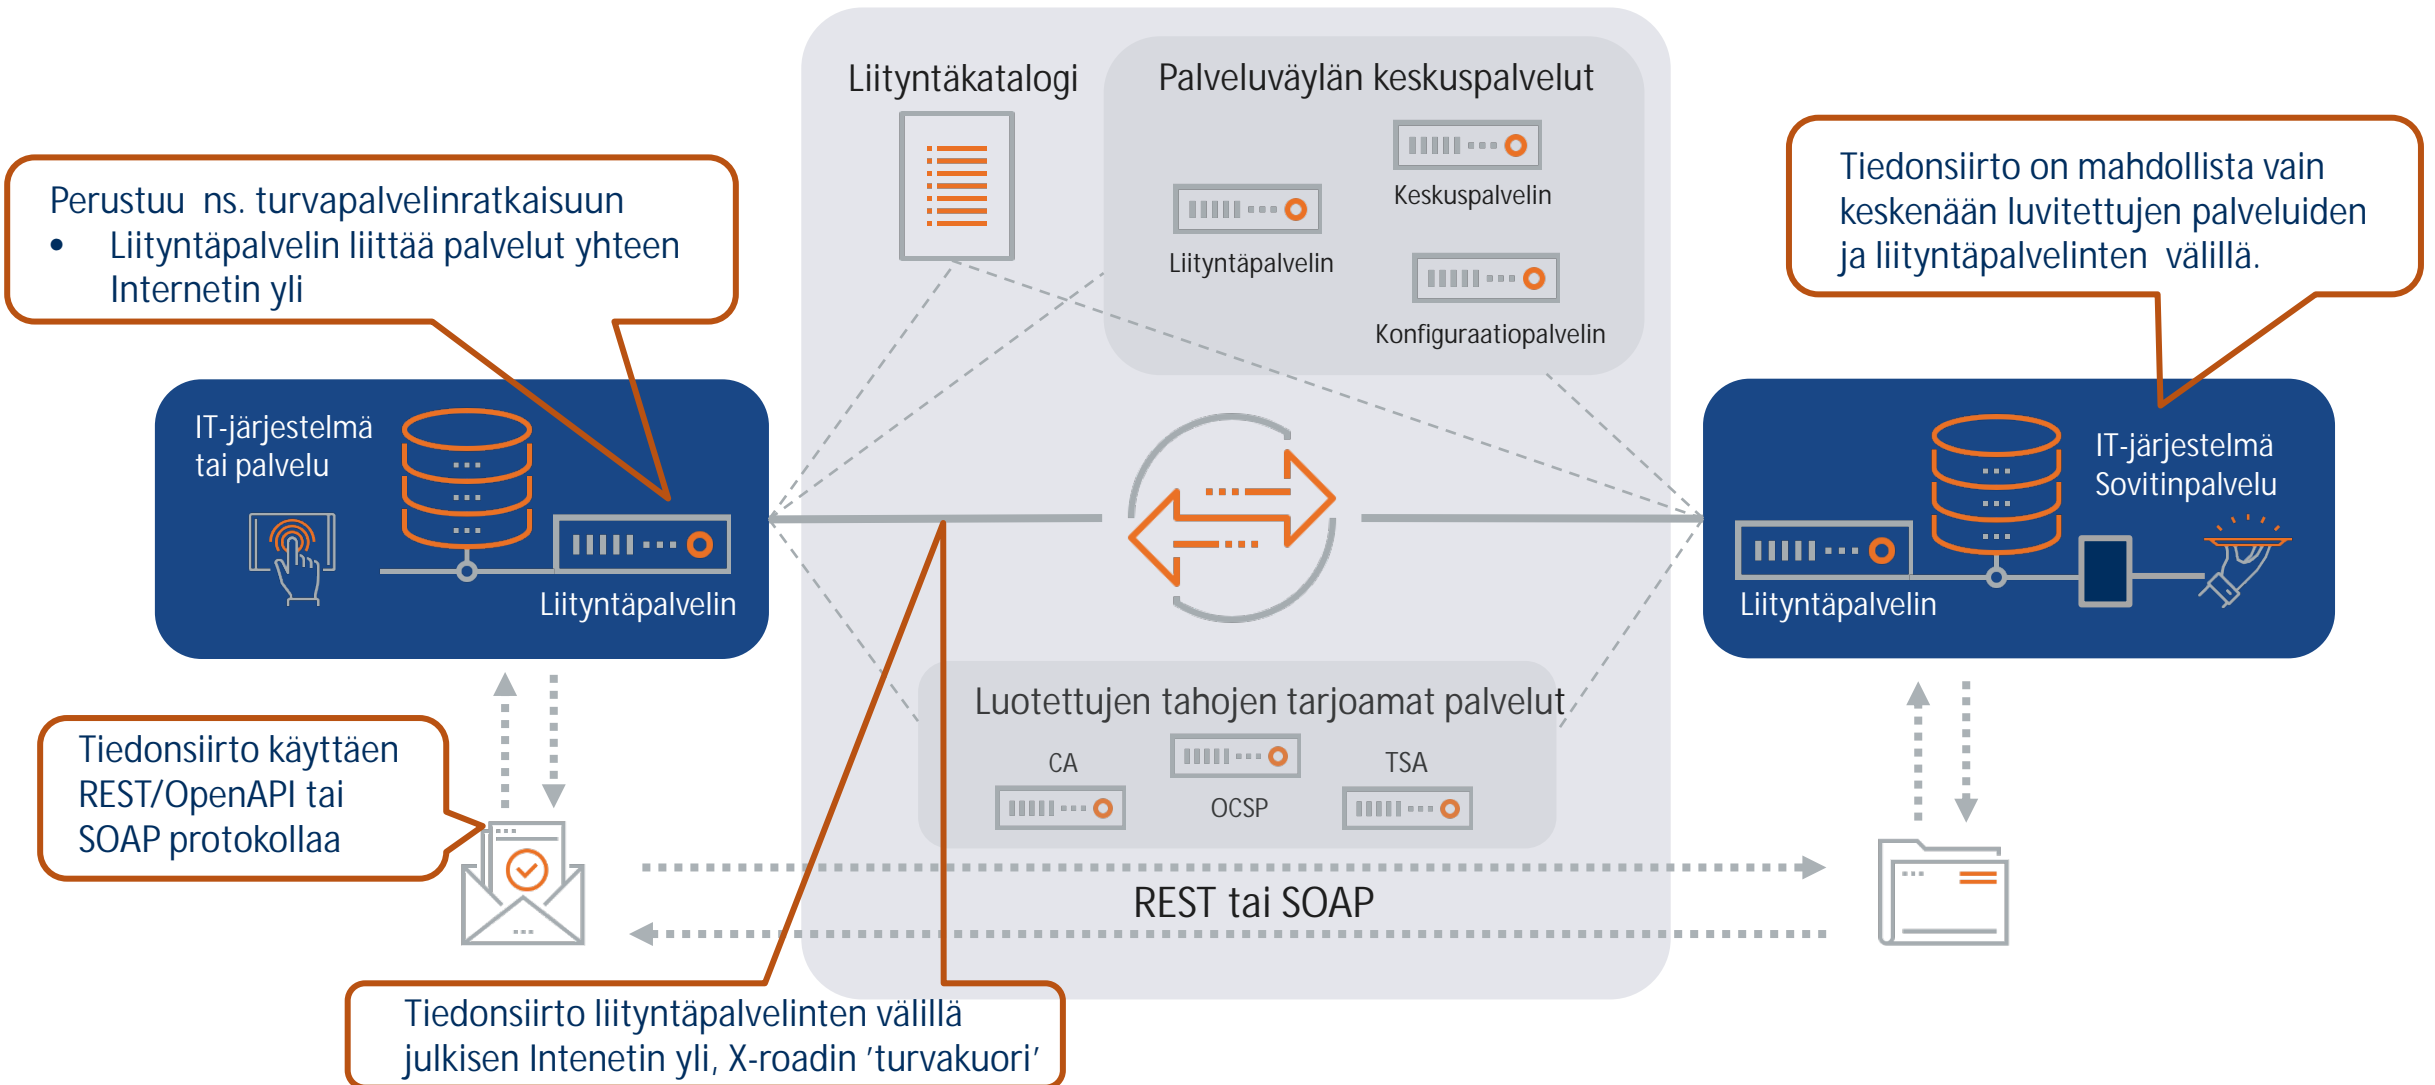 Liityntäkatalogi
Palveluväylän keskuspalvelut
Keskuspalvelin
Liityntäpalvelin
Konfiguraatiopalvelin
Perustuu ns. turvapalvelinratkaisuun
• Liityntäpalvelin liittää palvelut yhteen
Internetin yli
Tiedonsiirto on mahdollista vain
keskenään luvitettujen palveluiden
ja liityntäpalvelinten välillä.
IT-järjestelmä
tai palvelu
Liityntäpalvelin
IT-järjestelmä
Sovitinpalvelu
Liityntäpalvelin
Luotettujen tahojen tarjoamat palvelut
CA
OCSP
TSA
Tiedonsiirto käyttäen
REST/OpenAPI tai
SOAP protokollaa
REST tai SOAP
Tiedonsiirto liityntäpalvelinten välillä
julkisen Intenetin yli, X-roadin ’turvakuori’